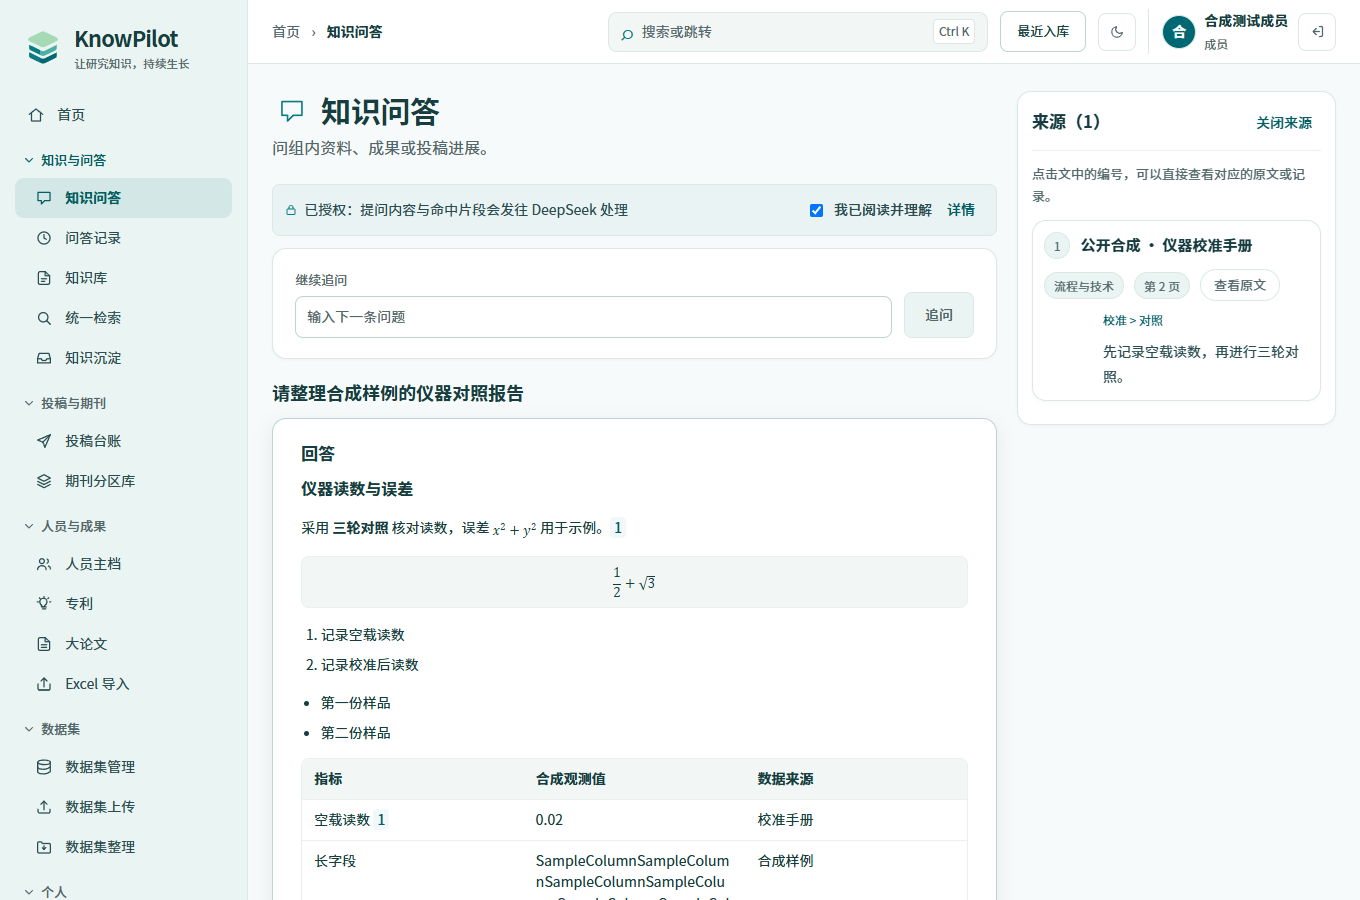 KnowPilot
让研究知识，持续生长
首页
知识与问答
知识问答
问答记录
知识库
统一检索
知识沉淀
投稿与期刊
投稿台账
期刊分区库
人员与成果
人员主档
专利
大论文
Excel 导入
数据集
数据集管理
数据集上传
数据集整理
个人
首页 › 知识问答
搜索或跳转 Ctrl K
最近入库
合
合成测试成员
成员
知识问答
问组内资料、成果或投稿进展。
已授权：提问内容与命中片段会发往 DeepSeek 处理
我已阅读并理解 详情
继续追问
输入下一条问题
追问
请整理合成样例的仪器对照报告
回答
仪器读数与误差
采用 三轮对照 核对读数，误差 x² + y² 用于示例。 1
1/2 + √3
1. 记录空载读数
2. 记录校准后读数
• 第一份样品
• 第二份样品
指标 合成观测值 数据来源
空载读数 1 0.02 校准手册
长字段 SampleColumnSampleColum 合成样例
nSampleColumnSampleColu
来源（1） 关闭来源
点击文中的编号，可以直接查看对应的原文或记
录。
1 公开合成 · 仪器校准手册
流程与技术 第 2 页 查看原文
校准 > 对照
先记录空载读数，再进行三轮对
照。